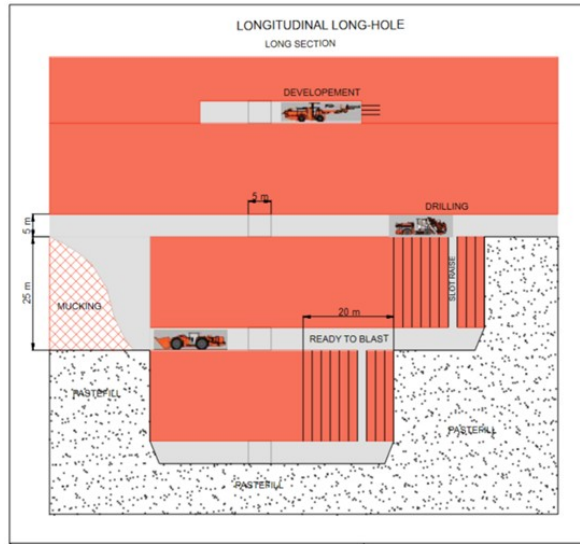 LONGITUDINAL LONG-HOLE
LONG SECTION
DEVELOPEMENT
5 m
DRILLING
5 m
25 m
SLOT RAISE
MUCKING
20 m
READY TO BLAST
PASTEFILL
PASTEFILL
PASTEFILL